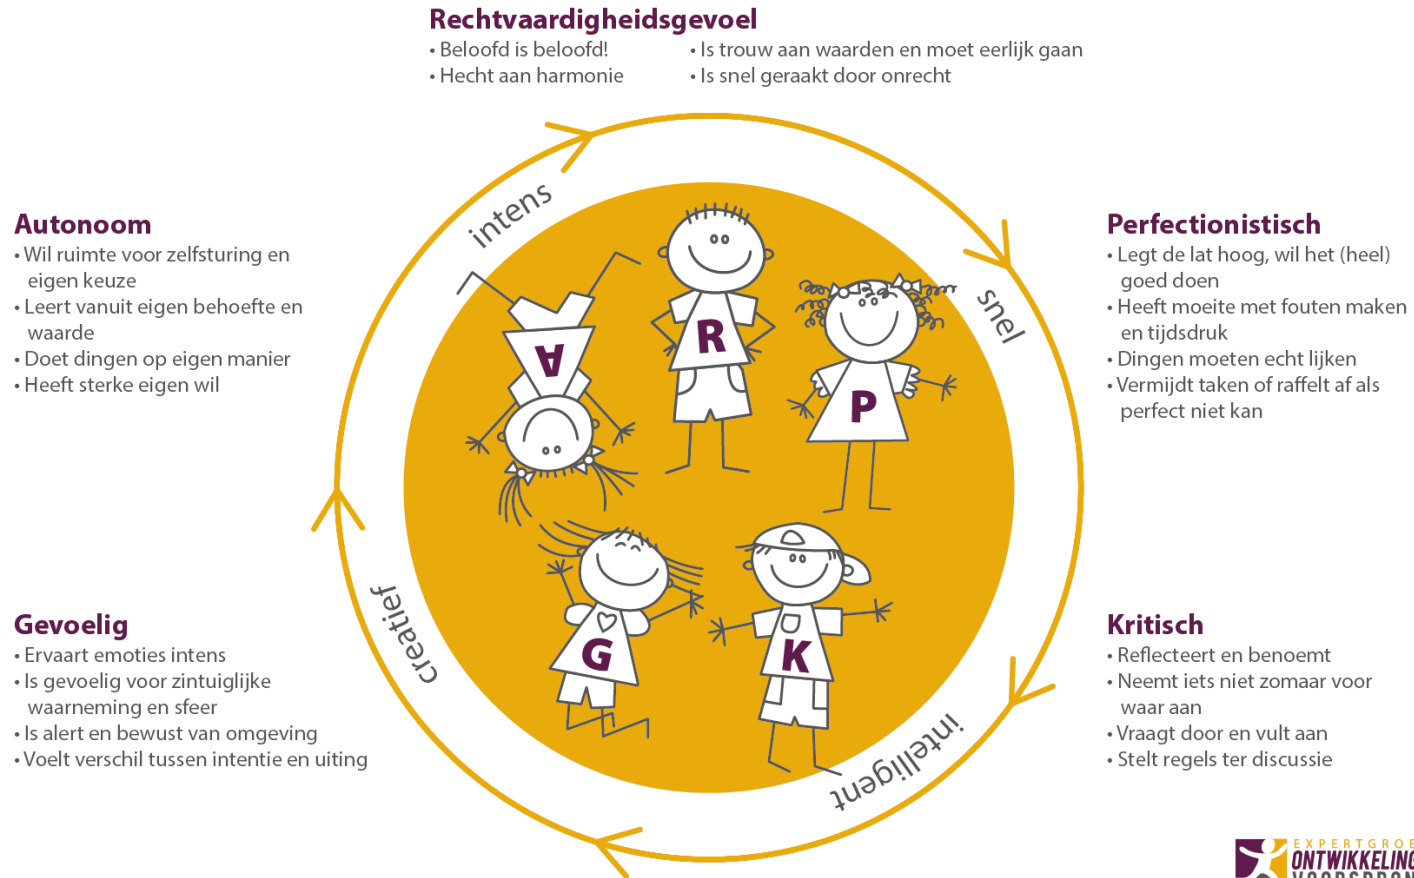 Rechtvaardigheidsgevoel
• Beloofd is beloofd!
• Hecht aan harmonie
• Is trouw aan waarden en moet eerlijk gaan
• Is snel geraakt door onrecht
Autonoom
• Wil ruimte voor zelfsturing en
eigen keuze
• Leert vanuit eigen behoefte en
waarde
• Doet dingen op eigen manier
• Heeft sterke eigen wil
Perfectionistisch
• Legt de lat hoog, wil het (heel)
goed doen
• Heeft moeite met fouten maken
en tijdsdruk
• Dingen moeten echt lijken
• Vermijdt taken of raffelt af als
perfect niet kan
intens
snel
R
A
P
G
K
creatief
intelligent
Gevoelig
• Ervaart emoties intens
• Is gevoelig voor zintuiglijke
waarneming en sfeer
• Is alert en bewust van omgeving
• Voelt verschil tussen intentie en uiting
Kritisch
• Reflecteert en benoemt
• Neemt iets niet zomaar voor
waar aan
• Vraagt door en vult aan
• Stelt regels ter discussie
EXPERTGROE
ONTWIKKELING